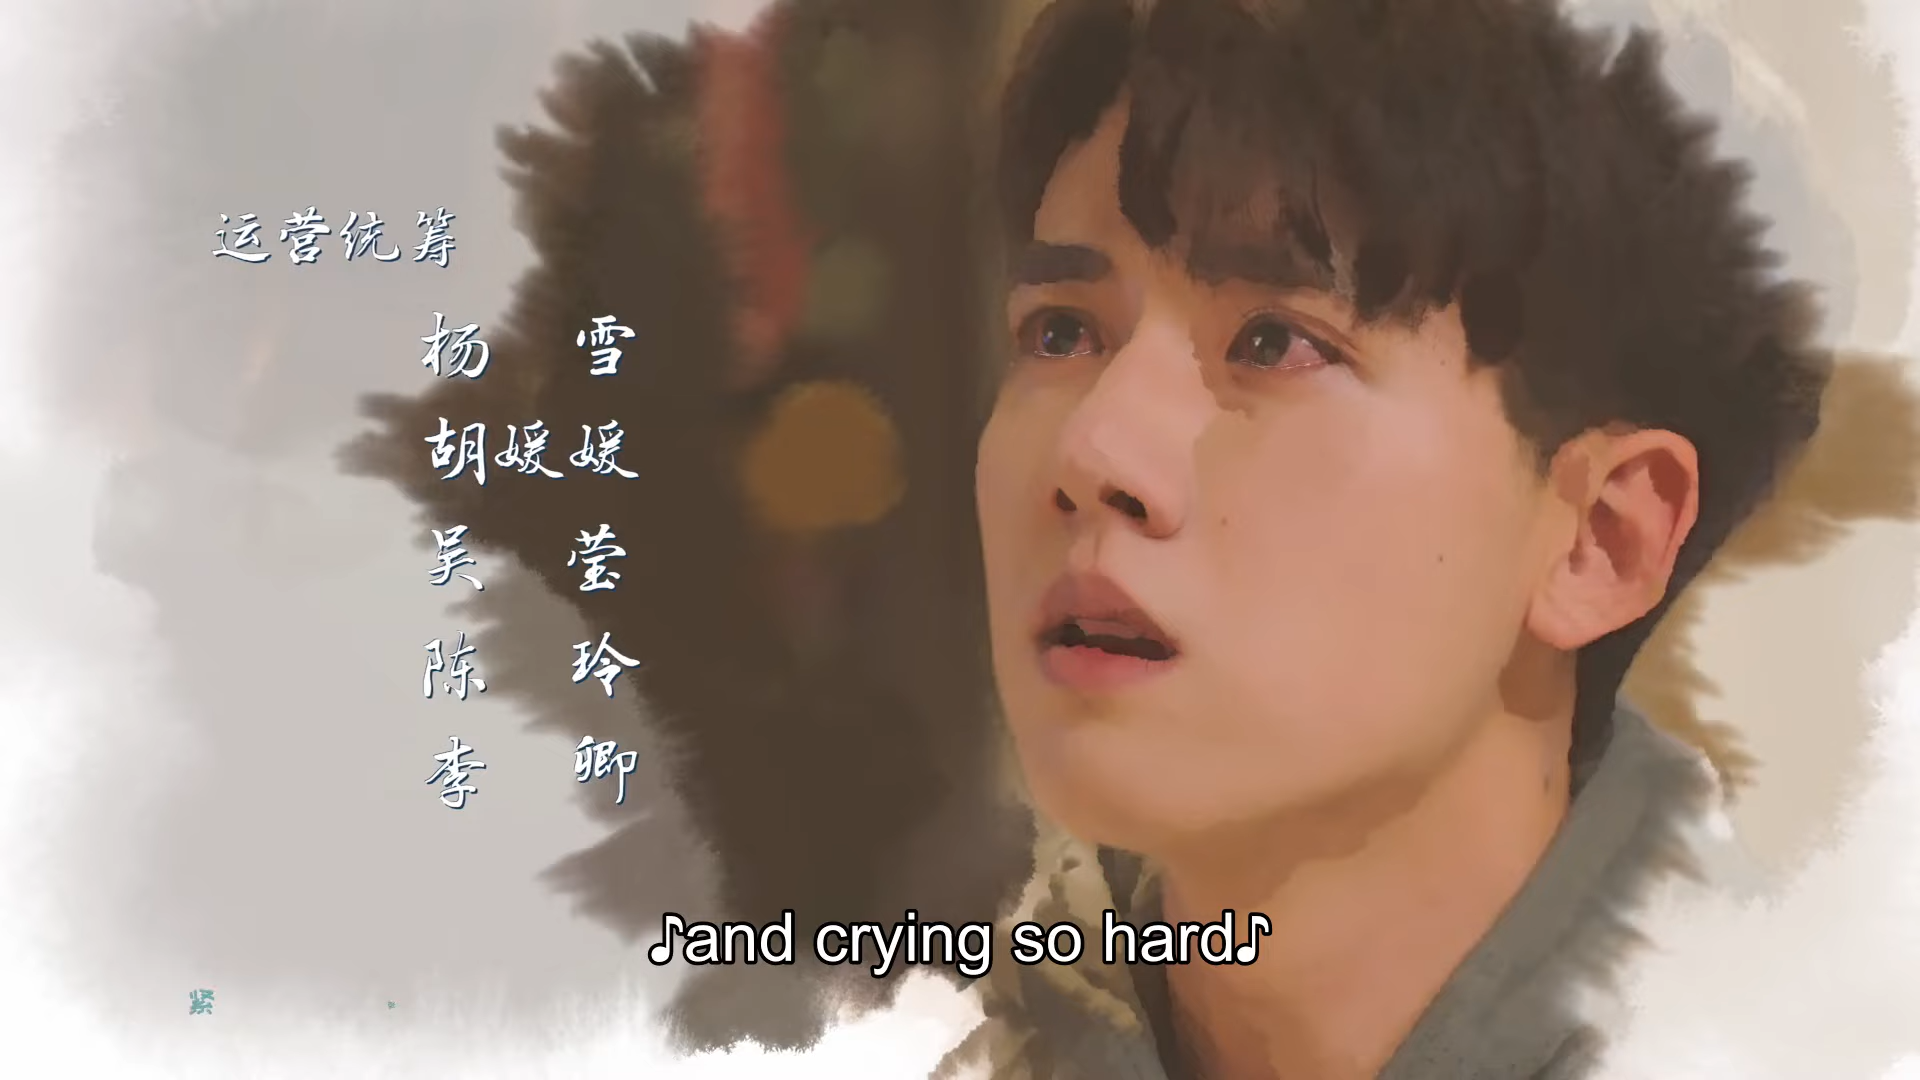 运营统筹
杨 雪
胡媛媛
吴 莹
陈 玲
李 卿
♪and crying so hard♪
紧